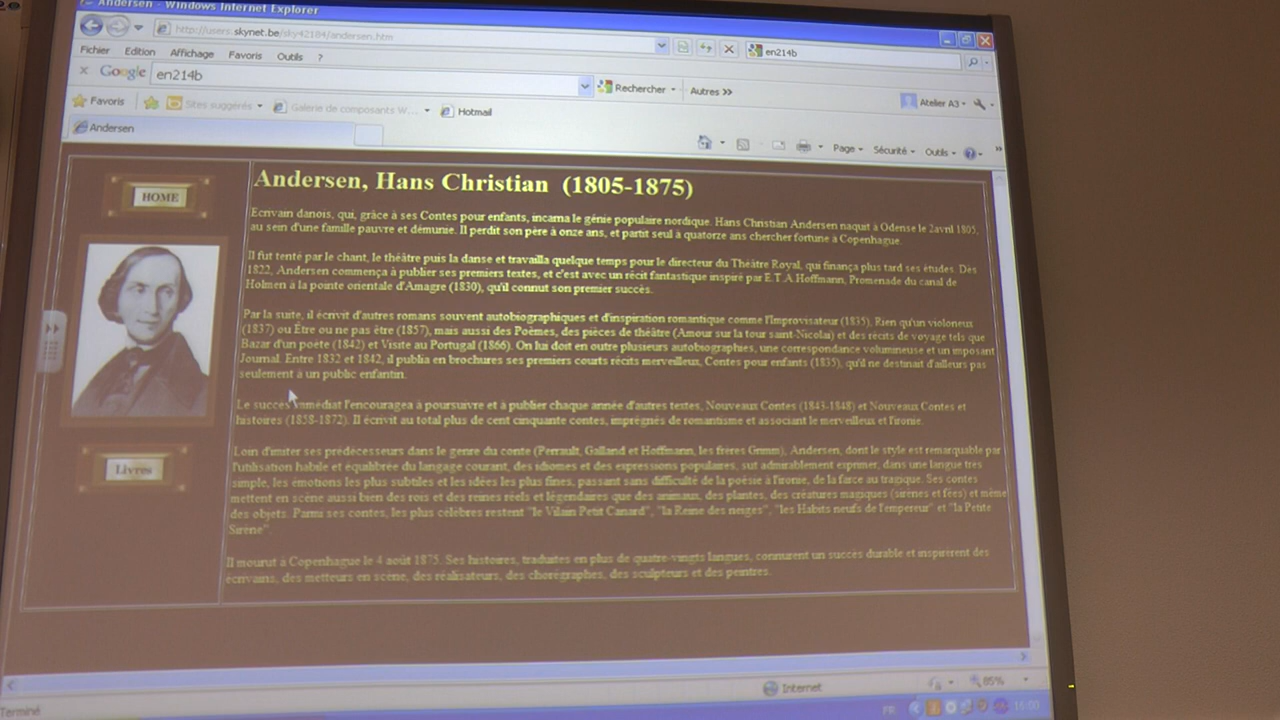 Andersen - Windows Internet Explorer
http://users.skynet.be/sky42184/andersen.htm
en214b
Fichier Edition Affichage Favoris Outils ?
Google en214b Rechercher Autres >> Atelier A3
Favoris Sites suggérés Galerie de composants W... Hotmail
Andersen Page Sécurité Outils
HOME
Livres
Andersen, Hans Christian (1805-1875)
Ecrivain danois, qui, grâce à ses Contes pour enfants, incarna le génie populaire nordique. Hans Christian Andersen naquit à Odense le 2avril 1805,
au sein d'une famille pauvre et démunie. Il perdit son père à onze ans, et partit seul à quatorze ans chercher fortune à Copenhague.
Il fut tenté par le chant, le théâtre puis la danse et travailla quelque temps pour le directeur du Théâtre Royal, qui finança plus tard ses études. Dès
1822, Andersen commença à publier ses premiers textes, et c'est avec un récit fantastique inspiré par E.T.A.Hoffmann, Promenade du canal de
Holmen à la pointe orientale d'Amagre (1830), qu'il connut son premier succès.
Par la suite, il écrivit d'autres romans souvent autobiographiques et d'inspiration romantique comme l'Improvisateur (1835), Rien qu'un violoneux
(1837) ou Être ou ne pas être (1857), mais aussi des Poèmes, des pièces de théâtre (Amour sur la tour saint-Nicolai) et des récits de voyage tels que
Bazar d'un poète (1842) et Visite au Portugal (1866). On lui doit en outre plusieurs autobiographies, une correspondance volumineuse et un imposant
Journal. Entre 1832 et 1842, il publia en brochures ses premiers courts récits merveilleux, Contes pour enfants (1835), qu'il ne destinait d'ailleurs pas
seulement à un public enfantin.
Le succès immédiat l'encouragea à poursuivre et à publier chaque année d'autres textes, Nouveaux Contes (1843-1848) et Nouveaux Contes et
histoires (1858-1872). Il écrivit au total plus de cent cinquante contes, imprégnés de romantisme et associant le merveilleux et l'ironie.
Loin d'imiter ses prédécesseurs dans le genre du conte (Perrault, Galland et Hoffmann, les frères Grimm), Andersen, dont le style est remarquable par
l'utilisation habile et équilibrée du langage courant, des idiomes et des expressions populaires, sut admirablement exprimer, dans une langue très
simple, les émotions les plus subtiles et les idées les plus fines, passant sans difficulté de la poésie à l'ironie, de la farce au tragique. Ses contes
mettent en scène aussi bien des rois et des reines réels et légendaires que des animaux, des plantes, des créatures magiques (sirènes et fées) et même
des objets. Parmi ses contes, les plus célèbres restent "le Vilain Petit Canard", "la Reine des neiges", "les Habits neufs de l'empereur" et "la Petite
Sirène".
Il mourut à Copenhague le 4 août 1875. Ses histoires, traduites en plus de quatre-vingts langues, connurent un succès durable et inspirèrent des
écrivains, des metteurs en scène, des réalisateurs, des chorégraphes, des sculpteurs et des peintres.
Internet 85%
Terminé
FR 16:00